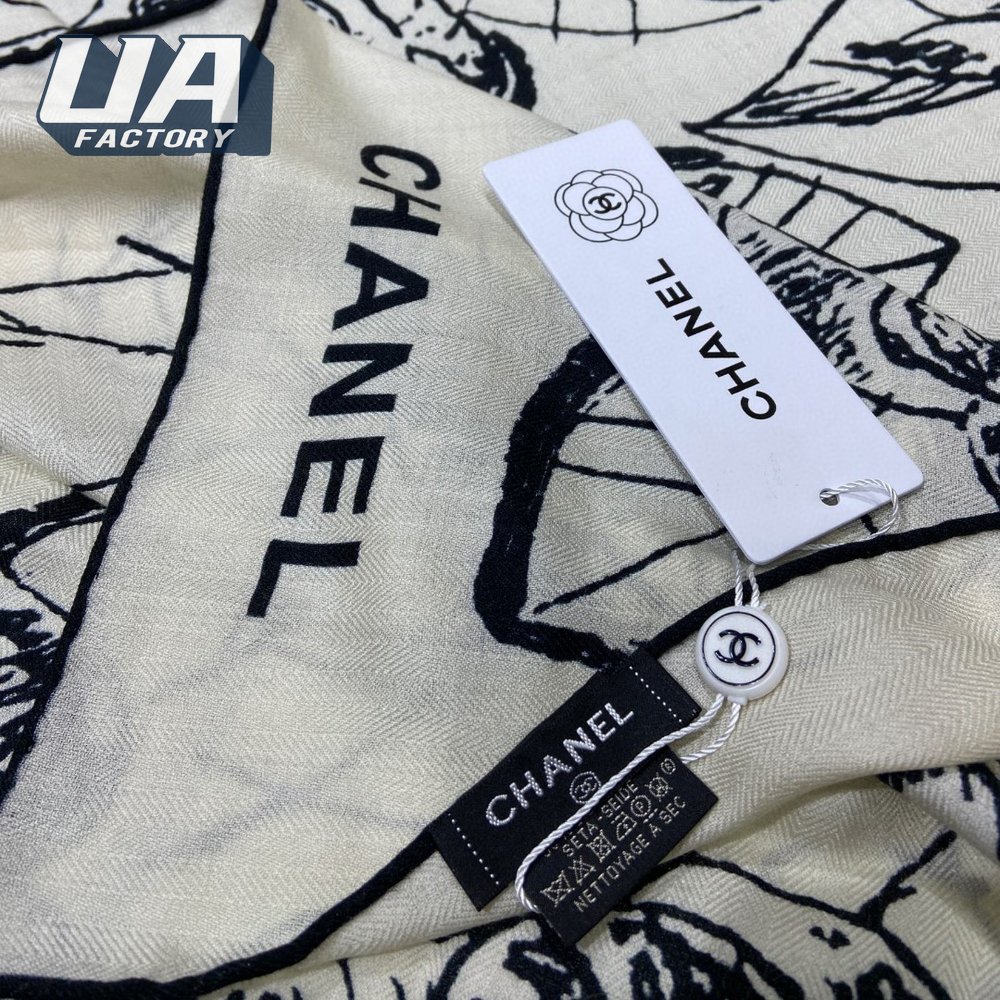 UA
FACTORY
CHANEL
CHANEL
CHANEL
SETA-SEIDE
NETTOYAGE À SEC